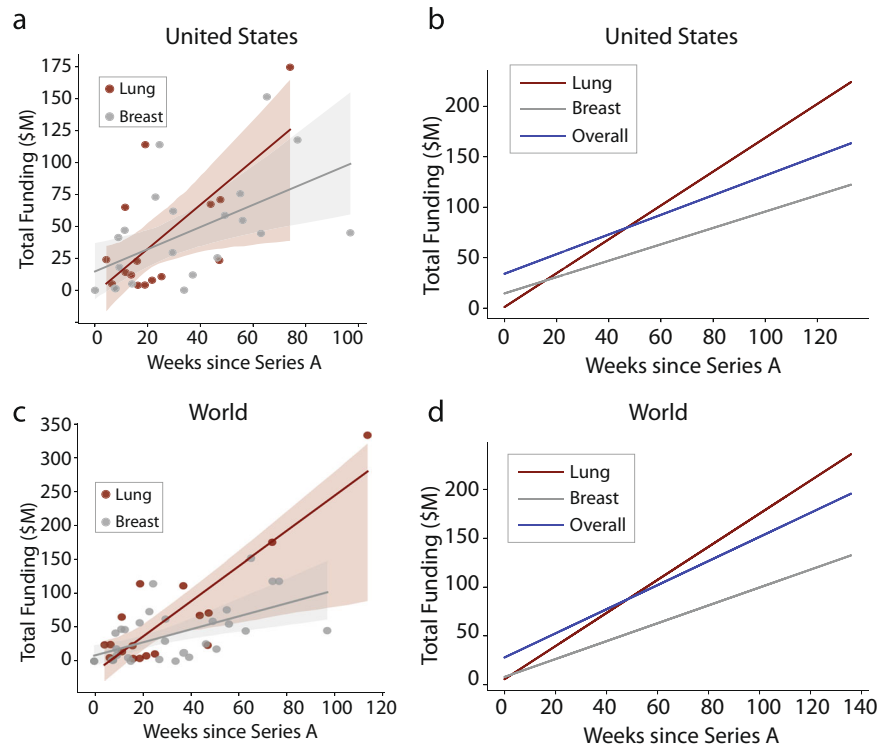 a
United States
Total Funding ($M)
175
150
125
100
75
50
25
0
Lung
Breast
0 20 40 60 80 100
Weeks since Series A
b
United States
Total Funding ($M)
200
150
100
50
0
Lung
Breast
Overall
0 20 40 60 80 100 120
Weeks since Series A
c
World
Total Funding ($M)
350
300
250
200
150
100
50
0
Lung
Breast
0 20 40 60 80 100 120
Weeks since Series A
d
World
Total Funding ($M)
200
150
100
50
0
Lung
Breast
Overall
0 20 40 60 80 100 120 140
Weeks since Series A